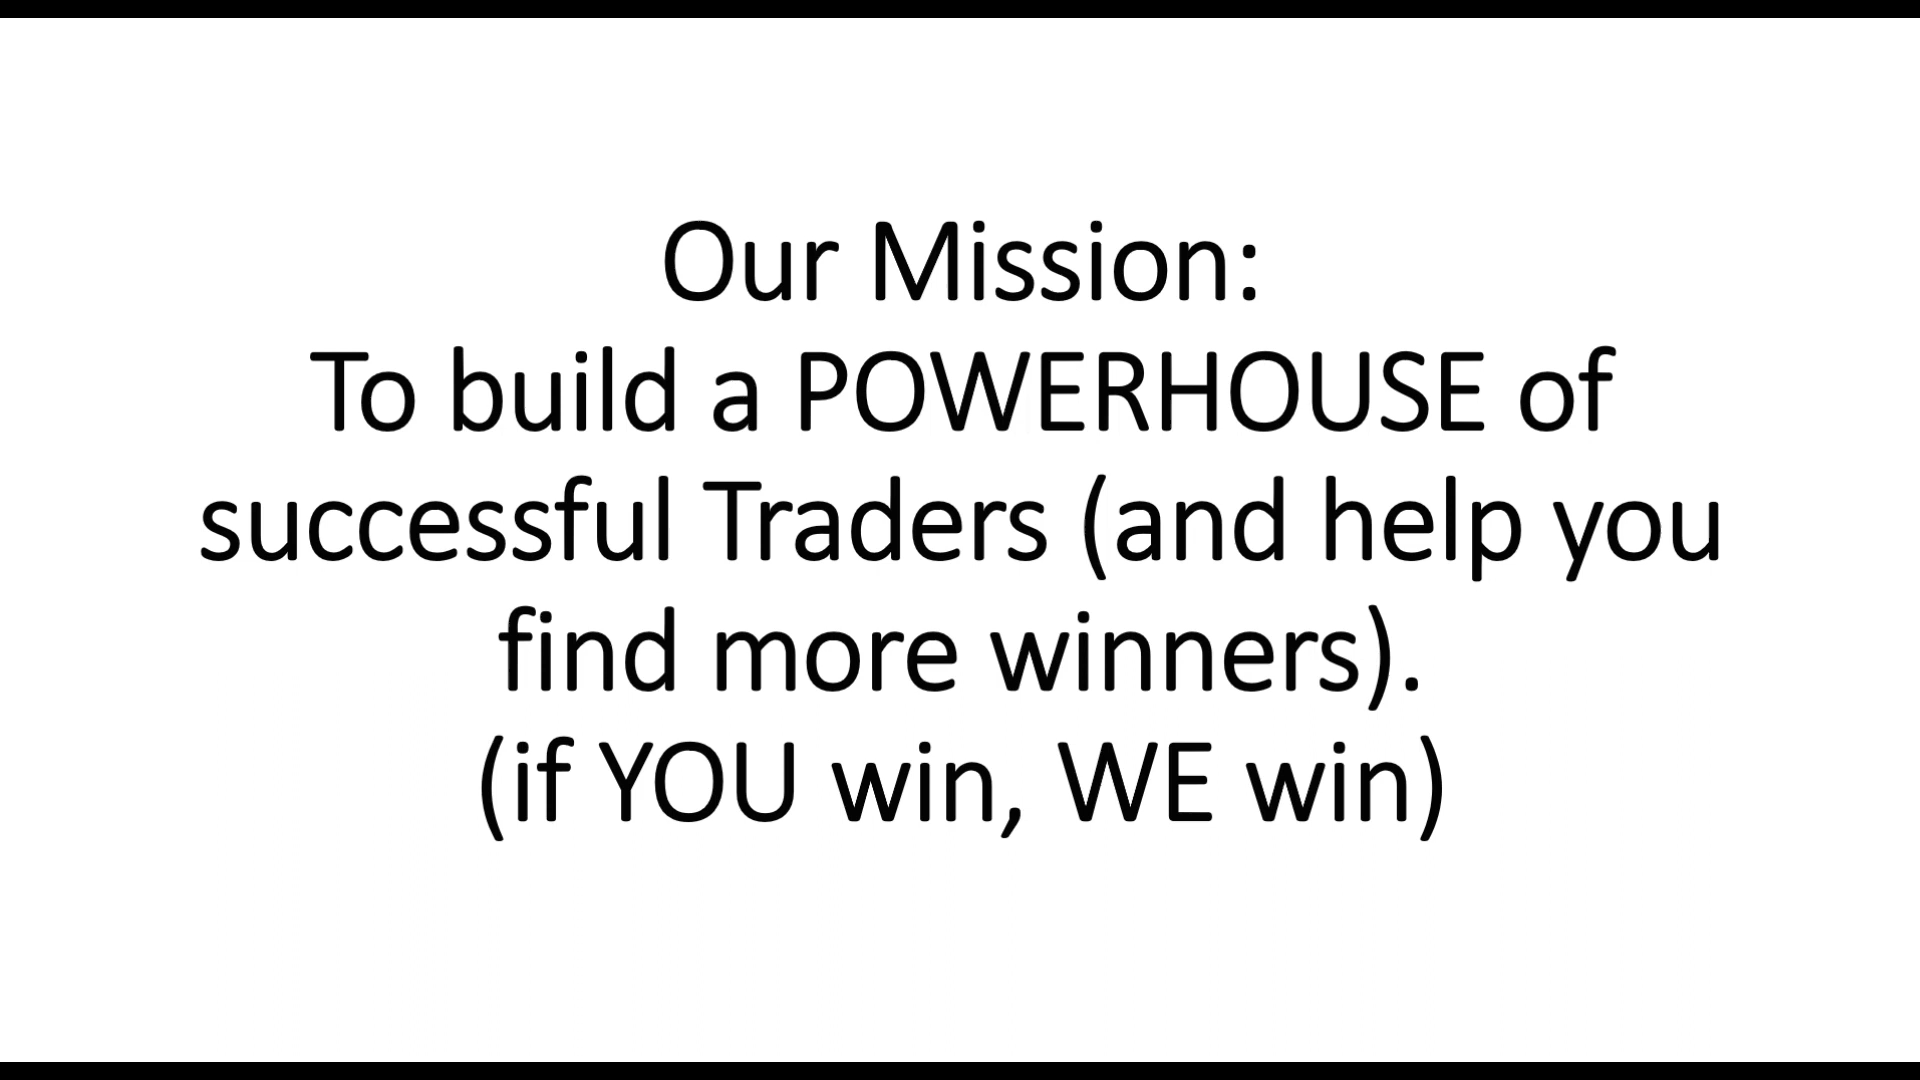 Our Mission:
To build a POWERHOUSE of
successful Traders (and help you
find more winners).
(if YOU win, WE win)